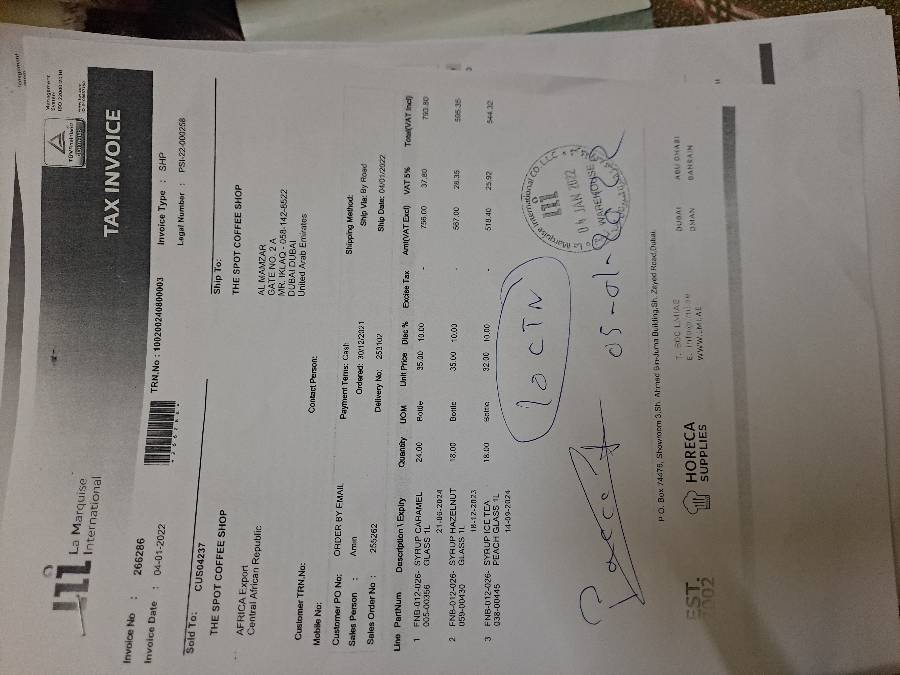 La Marquise
International
TAX INVOICE
Invoice No : 266286
Invoice Date : 04-01-2022
TRN.No : 100200240800003
Invoice Type : SHP
Legal Number : PSI-22-000258
Sold To: CUS04237
THE SPOT COFFEE SHOP
AFRICA Export
Central African Republic
Ship To:
THE SPOT COFFEE SHOP
AL MAMZAR
GATE NO. 2 A
MR. IKLAQ - 058-142-8522
DUBAI DUBAI
United Arab Emirates
Customer TRN.No:
Mobile No:
Contact Person:
Customer PO No: ORDER BY EMAIL
Payment Terms: Cash
Shipping Method:
Sales Person : Amin
Ordered: 30/12/2021
Ship Via: By Road
Sales Order No : 255262
Delivery No: 253102
Ship Date: 04/01/2022
Line PartNum Description \ Expiry Quantity UOM Unit Price Disc % Excise Tax Amt(VAT Excl) VAT 5% Total(VAT Incl)
1 FNB-012-026- SYRUP CARAMEL 24.00 Bottle 35.00 10.00 - 756.00 37.80 793.80
005-00356 GLASS 1L
21-06-2024
2 FNB-012-026- SYRUP HAZELNUT 18.00 Bottle 35.00 10.00 - 567.00 28.35 595.35
059-00430 GLASS 1L
18-12-2023
3 FNB-012-026- SYRUP ICE TEA 18.00 Bottle 32.00 10.00 - 518.40 25.92 544.32
038-00445 PEACH GLASS 1L
14-09-2024
10 CTN
La Marquise International CO. L.L.C
04 JAN 2022
WAREHOUSE
05-01-2022
P.O. Box 74478, Showroom 3,Sh. Ahmed Bin Juma Building,Sh. Zayed Road,Dubai.
EST.
2002
HORECA
SUPPLIES
T. 800 LMIAE
WWW.LMI.AE
DUBAI
OMAN
ABU DHABI
BAHRAIN